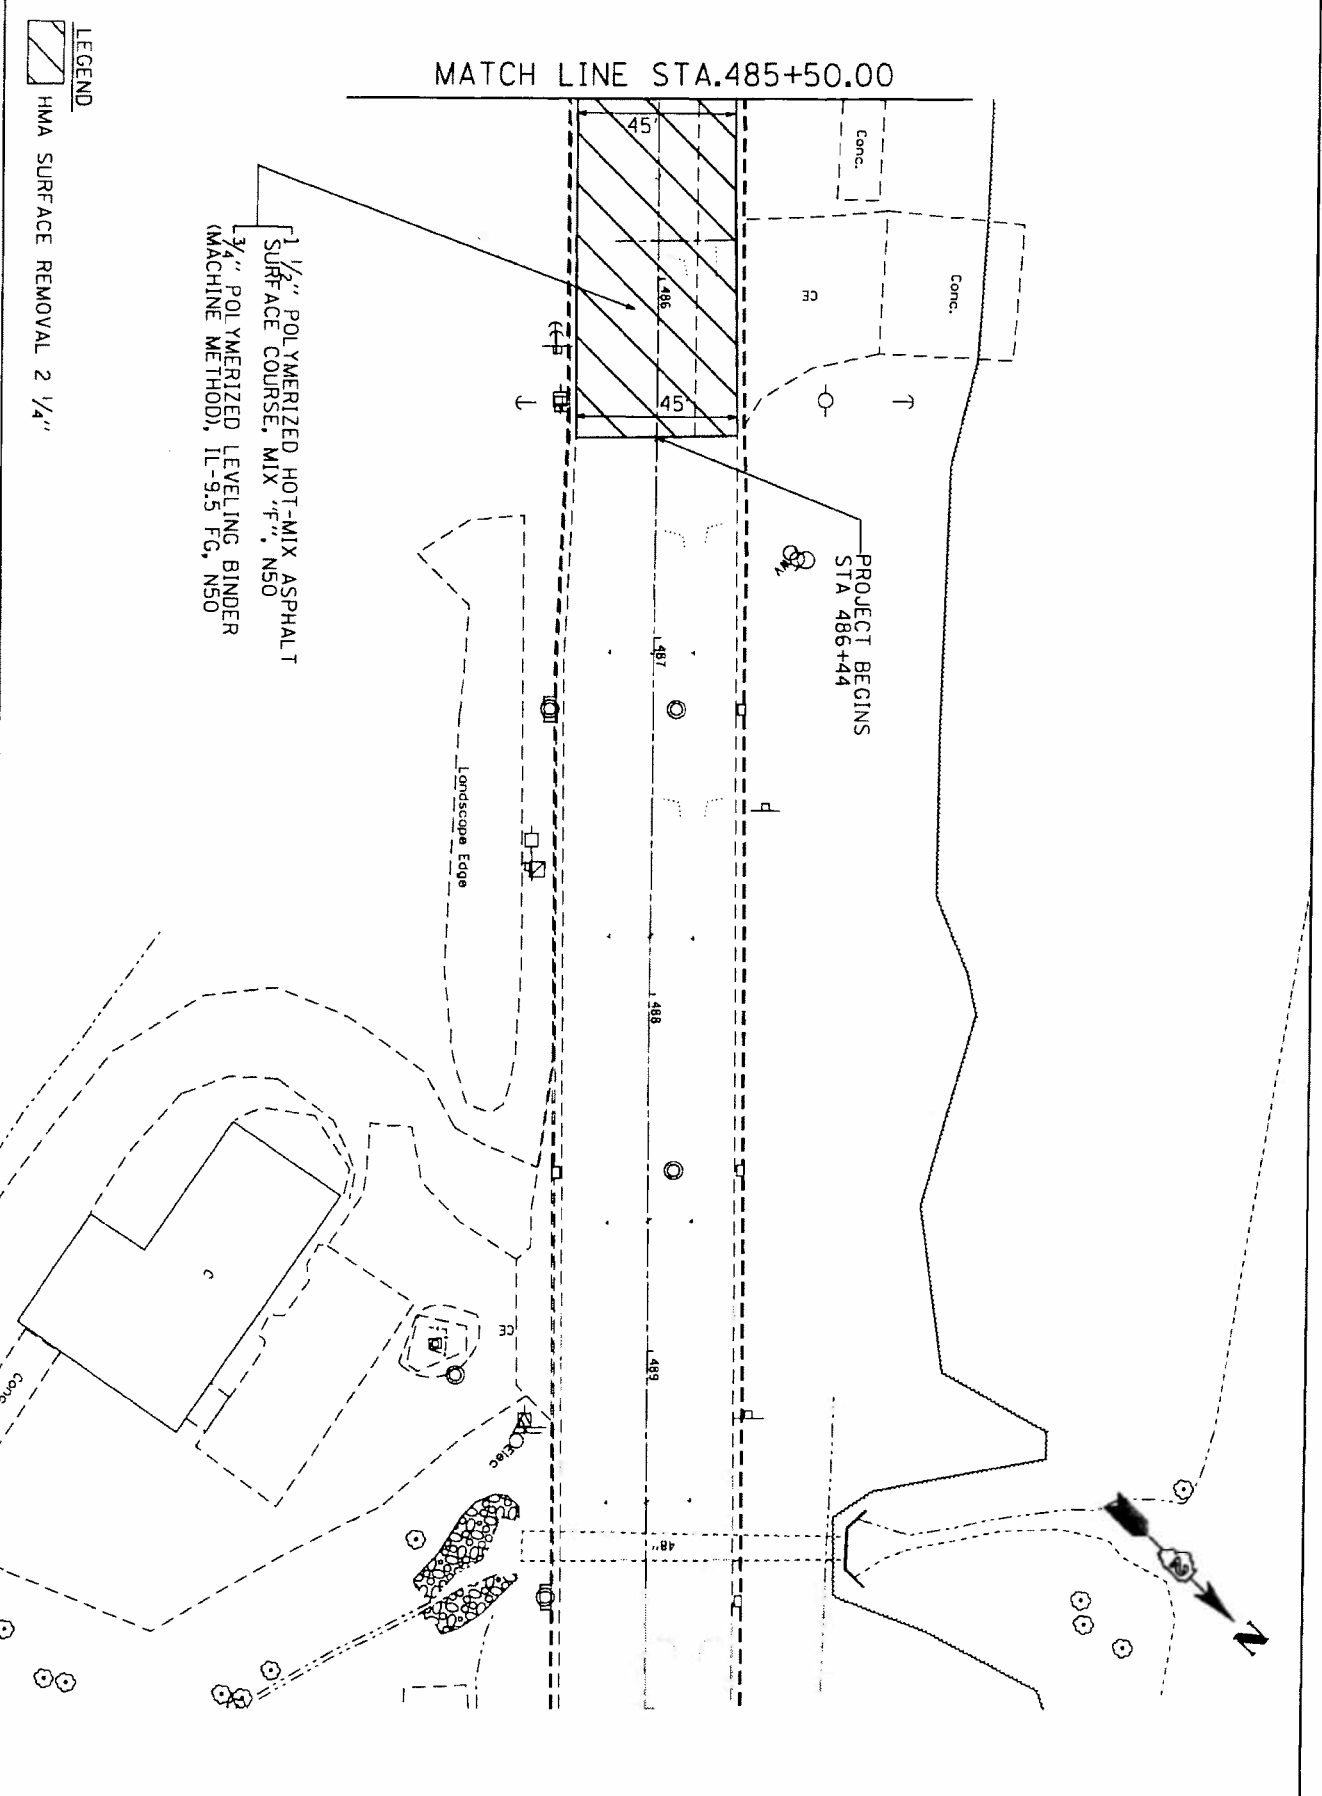 MATCH LINE STA.485+50.00
LEGEND
HMA SURFACE REMOVAL 2 1/4"
1 1/2" POLYMERIZED HOT-MIX ASPHALT
SURFACE COURSE, MIX "F", N50
3/4" POLYMERIZED LEVELING BINDER
(MACHINE METHOD), IL-9.5 FG, N50
45'
486
45'
PROJECT BEGINS
STA 486+44
Conc.
Conc.
CE
487
Landscape Edge
488
C
CE
489
Conc
Elec
48"
N